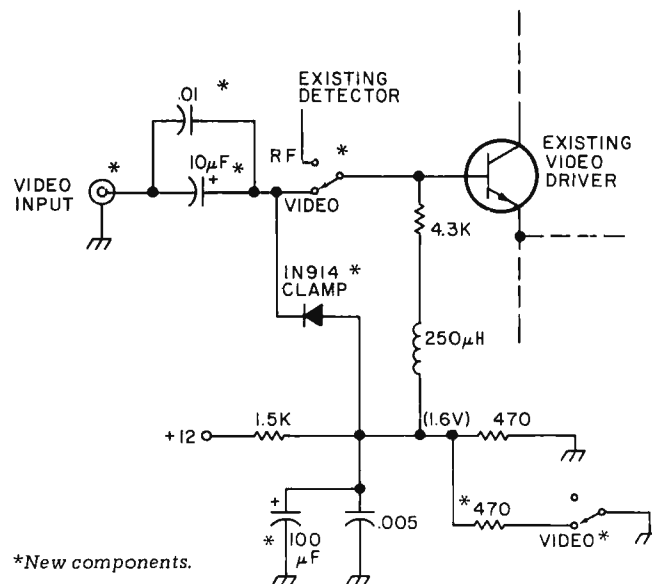 .01 *
EXISTING
DETECTOR
10µF *
+
RF
*
EXISTING
VIDEO
DRIVER
VIDEO
INPUT
*
VIDEO
4.3K
IN914 *
CLAMP
250µH
+12
1.5K
(1.6V)
470
+
* 100
µF
.005
* 470
VIDEO *
*New components.